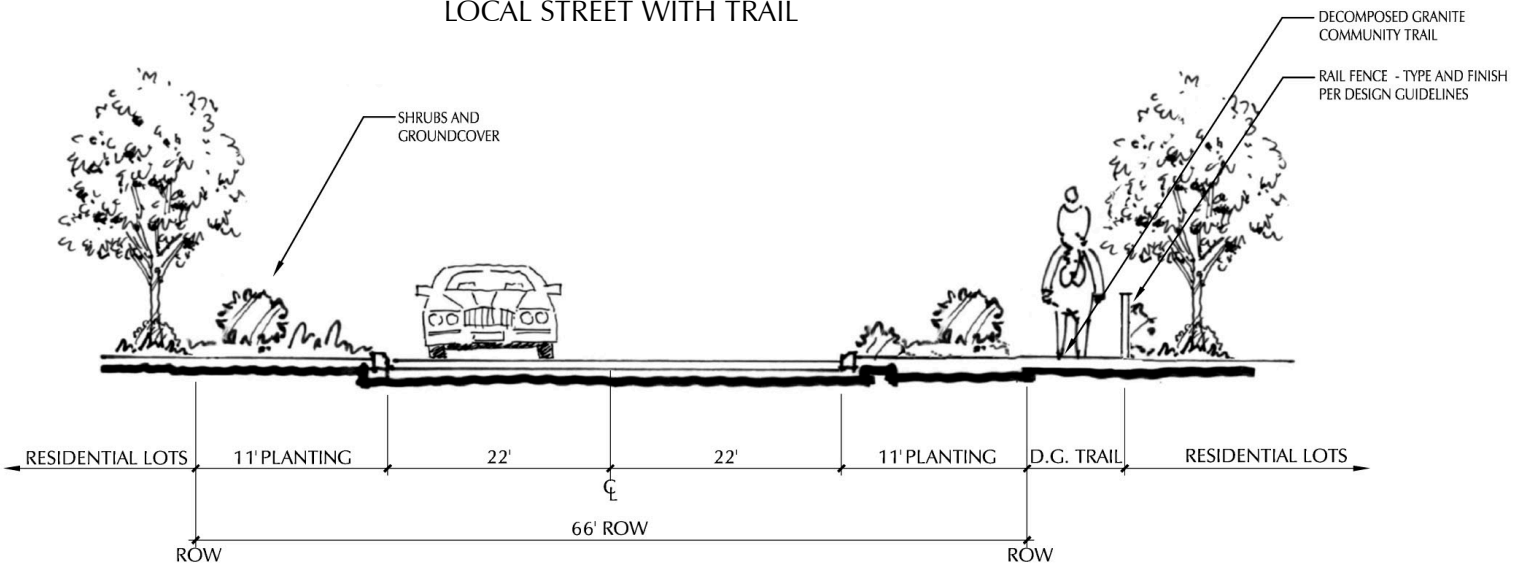 LOCAL STREET WITH TRAIL
DECOMPOSED GRANITE
COMMUNITY TRAIL
RAIL FENCE - TYPE AND FINISH
PER DESIGN GUIDELINES
SHRUBS AND
GROUNDCOVER
RESIDENTIAL LOTS 11' PLANTING 22' 22' 11' PLANTING D.G. TRAIL RESIDENTIAL LOTS
℄
66' ROW
ROW ROW